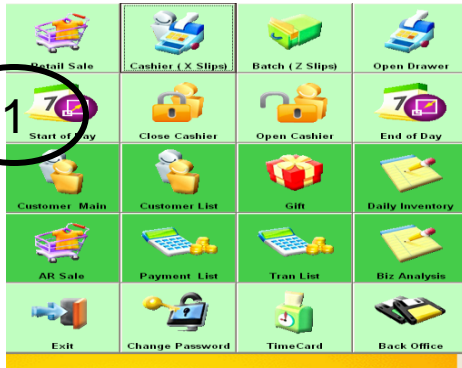 Retail Sale Cashier ( X Slips) Batch ( Z Slips) Open Drawer
1 7 7
Start of Day Close Cashier Open Cashier End of Day
Customer Main Customer List Gift Daily Inventory
AR Sale Payment List Tran List Biz Analysis
Exit Change Password TimeCard Back Office